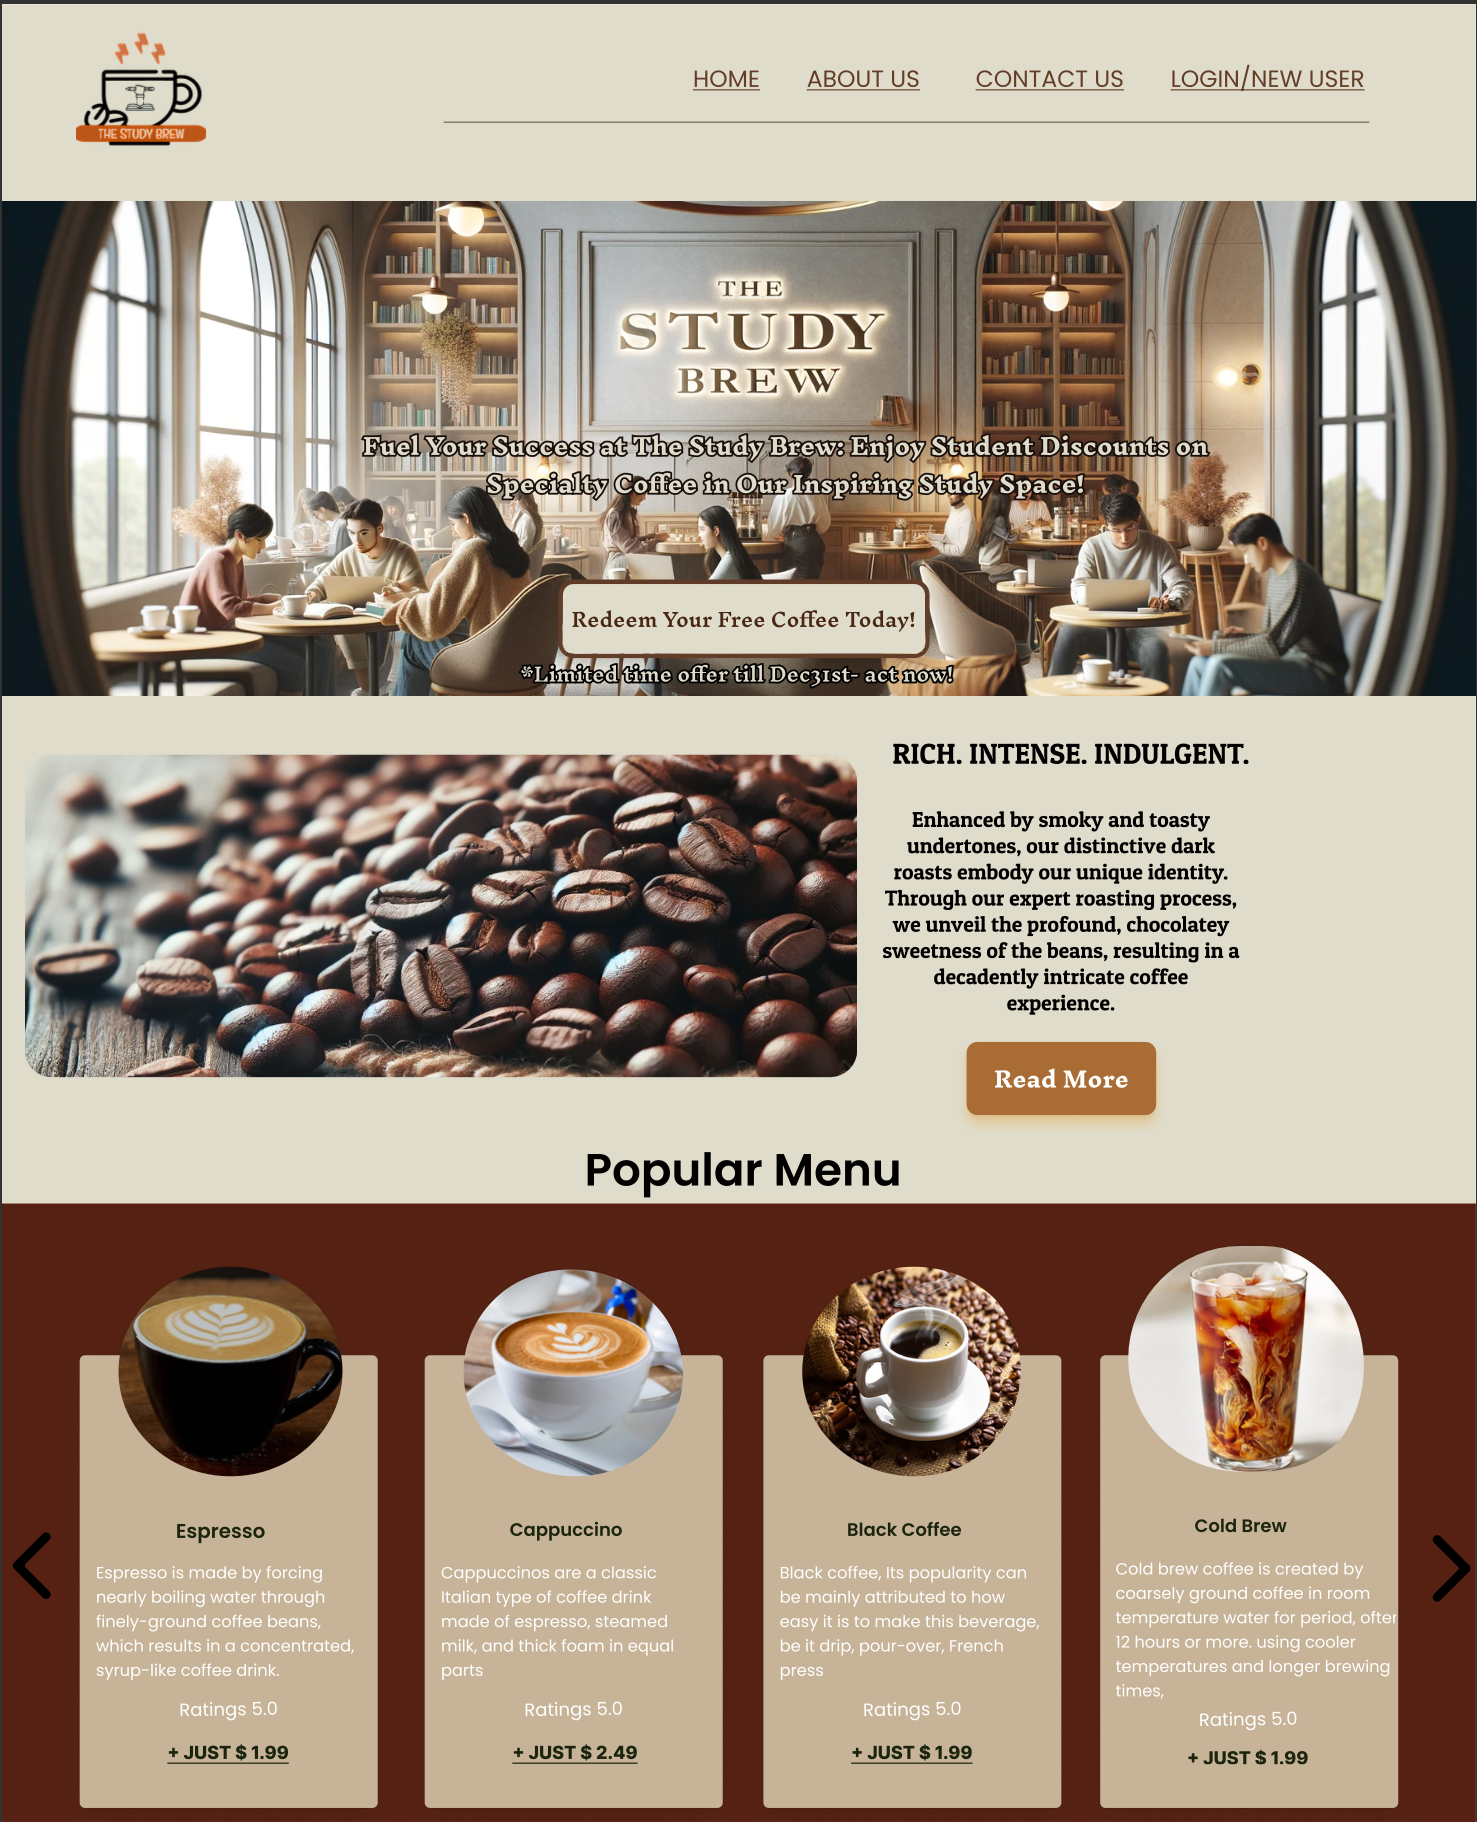 THE STUDY BREW
HOME ABOUT US CONTACT US LOGIN/NEW USER
THE
STUDY
BREW
Fuel Your Success at The Study Brew: Enjoy Student Discounts on
Specialty Coffee in Our Inspiring Study Space!
Redeem Your Free Coffee Today!
*Limited time offer till Dec31st- act now!
RICH. INTENSE. INDULGENT.
Enhanced by smoky and toasty
undertones, our distinctive dark
roasts embody our unique identity.
Through our expert roasting process,
we unveil the profound, chocolatey
sweetness of the beans, resulting in a
decadently intricate coffee
experience.
Read More
Popular Menu
Espresso
Espresso is made by forcing
nearly boiling water through
finely-ground coffee beans,
which results in a concentrated,
syrup-like coffee drink.
Ratings 5.0
+ JUST $ 1.99
Cappuccino
Cappuccinos are a classic
Italian type of coffee drink
made of espresso, steamed
milk, and thick foam in equal
parts
Ratings 5.0
+ JUST $ 2.49
Black Coffee
Black coffee, Its popularity can
be mainly attributed to how
easy it is to make this beverage,
be it drip, pour-over, French
press
Ratings 5.0
+ JUST $ 1.99
Cold Brew
Cold brew coffee is created by
coarsely ground coffee in room
temperature water for period, often
12 hours or more. using cooler
temperatures and longer brewing
times,
Ratings 5.0
+ JUST $ 1.99